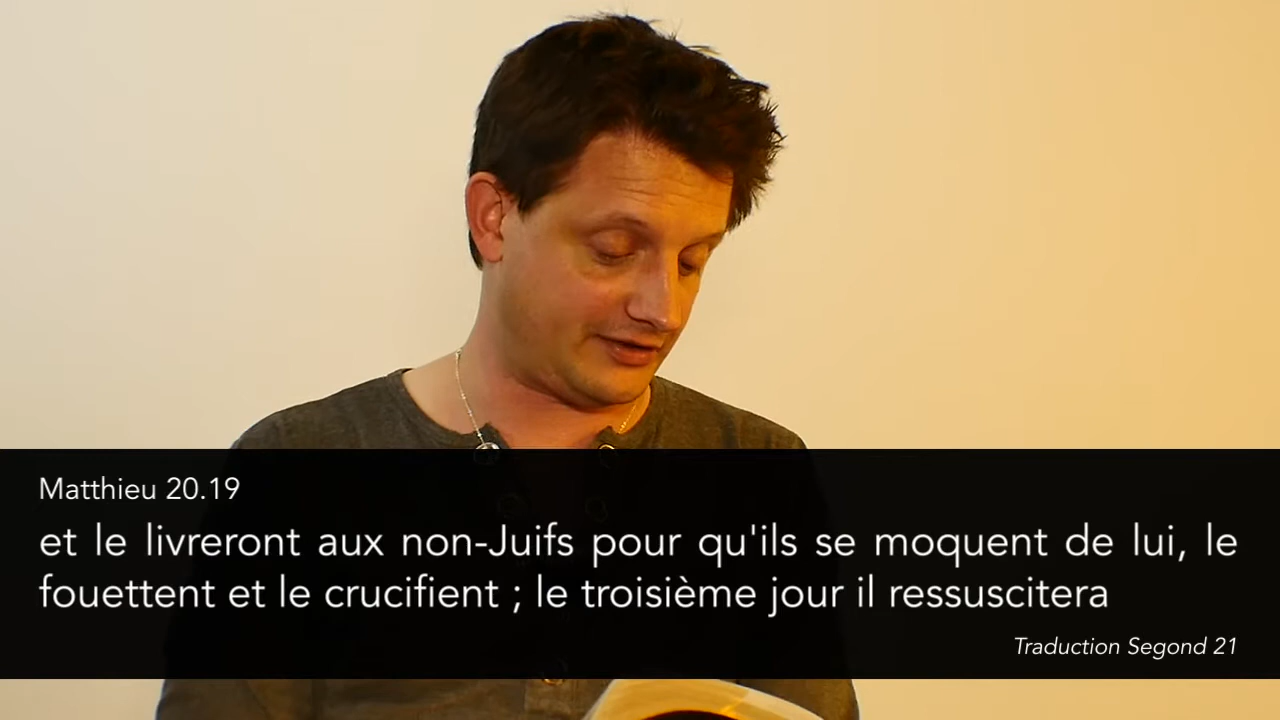 Matthieu 20.19
et le livreront aux non-Juifs pour qu'ils se moquent de lui, le
fouettent et le crucifient ; le troisième jour il ressuscitera
Traduction Segond 21